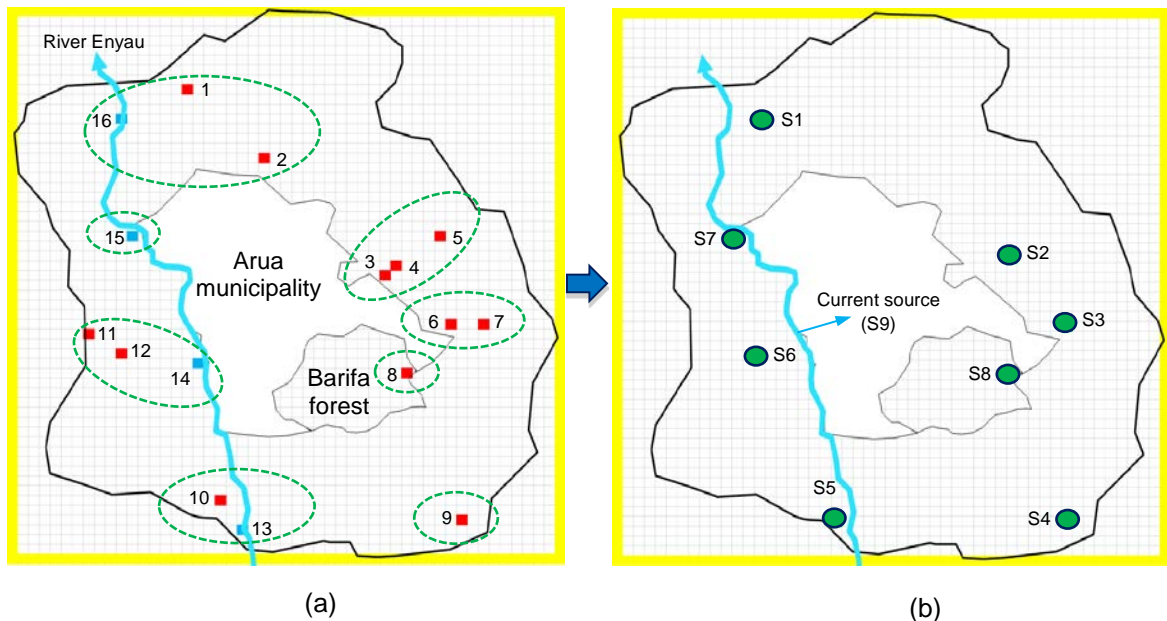 River Enyau
1
16
2
15
5
3
4
Arua
municipality
6
7
11
12
14
8
Barifa
forest
10
13
9
(a)
S1
S7
S2
Current source
(S9)
S3
S6
S8
S5
S4
(b)